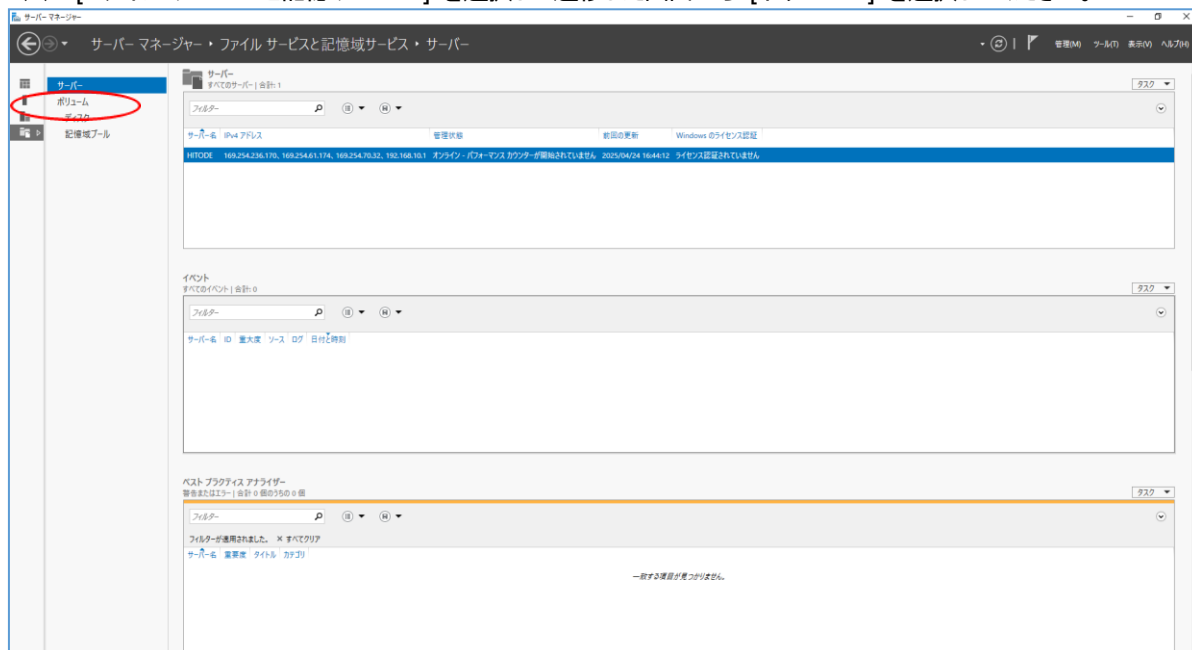 サーバー マネージャー
サーバー マネージャー ・ ファイル サービスと記憶域サービス ・ サーバー
管理(M) ツール(T) 表示(V) ヘルプ(H)
サーバー
ボリューム
ディスク
記憶域プール
サーバー
すべてのサーバー | 合計: 1
タスク
フィルター
サーバー名 IPv4 アドレス 管理状態 前回の更新 Windows のライセンス認証
HITODE 169.254.236.170、169.254.61.174、169.254.70.32、192.168.10.1 オンライン - パフォーマンス カウンターが開始されていません 2025/04/24 16:44:12 ライセンス認証されていません
イベント
すべてのイベント | 合計: 0
タスク
フィルター
サーバー名 ID 重大度 ソース ログ 日付と時刻
ベスト プラクティス アナライザー
警告またはエラー | 合計 0 個のうちの 0 個
タスク
フィルター
フィルターが適用されました。 × すべてクリア
サーバー名 重要度 タイトル カテゴリ
一致する項目が見つかりません。